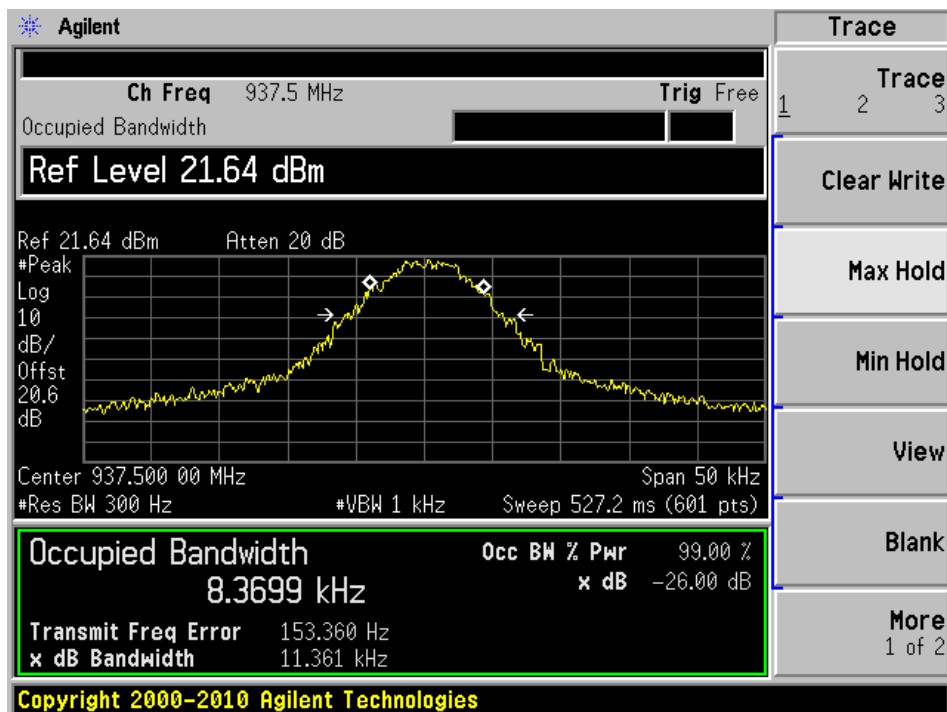 Agilent
Trace
Ch Freq 937.5 MHz Trig Free
Occupied Bandwidth
Ref Level 21.64 dBm
Ref 21.64 dBm Atten 20 dB
#Peak
Log
10
dB/
Offst
20.6
dB
Center 937.500 00 MHz Span 50 kHz
#Res BW 300 Hz #VBW 1 kHz Sweep 527.2 ms (601 pts)
Occupied Bandwidth
8.3699 kHz
Occ BW % Pwr 99.00 %
x dB -26.00 dB
Transmit Freq Error 153.360 Hz
x dB Bandwidth 11.361 kHz
Trace
1 2 3
Clear Write
Max Hold
Min Hold
View
Blank
More
1 of 2
Copyright 2000-2010 Agilent Technologies